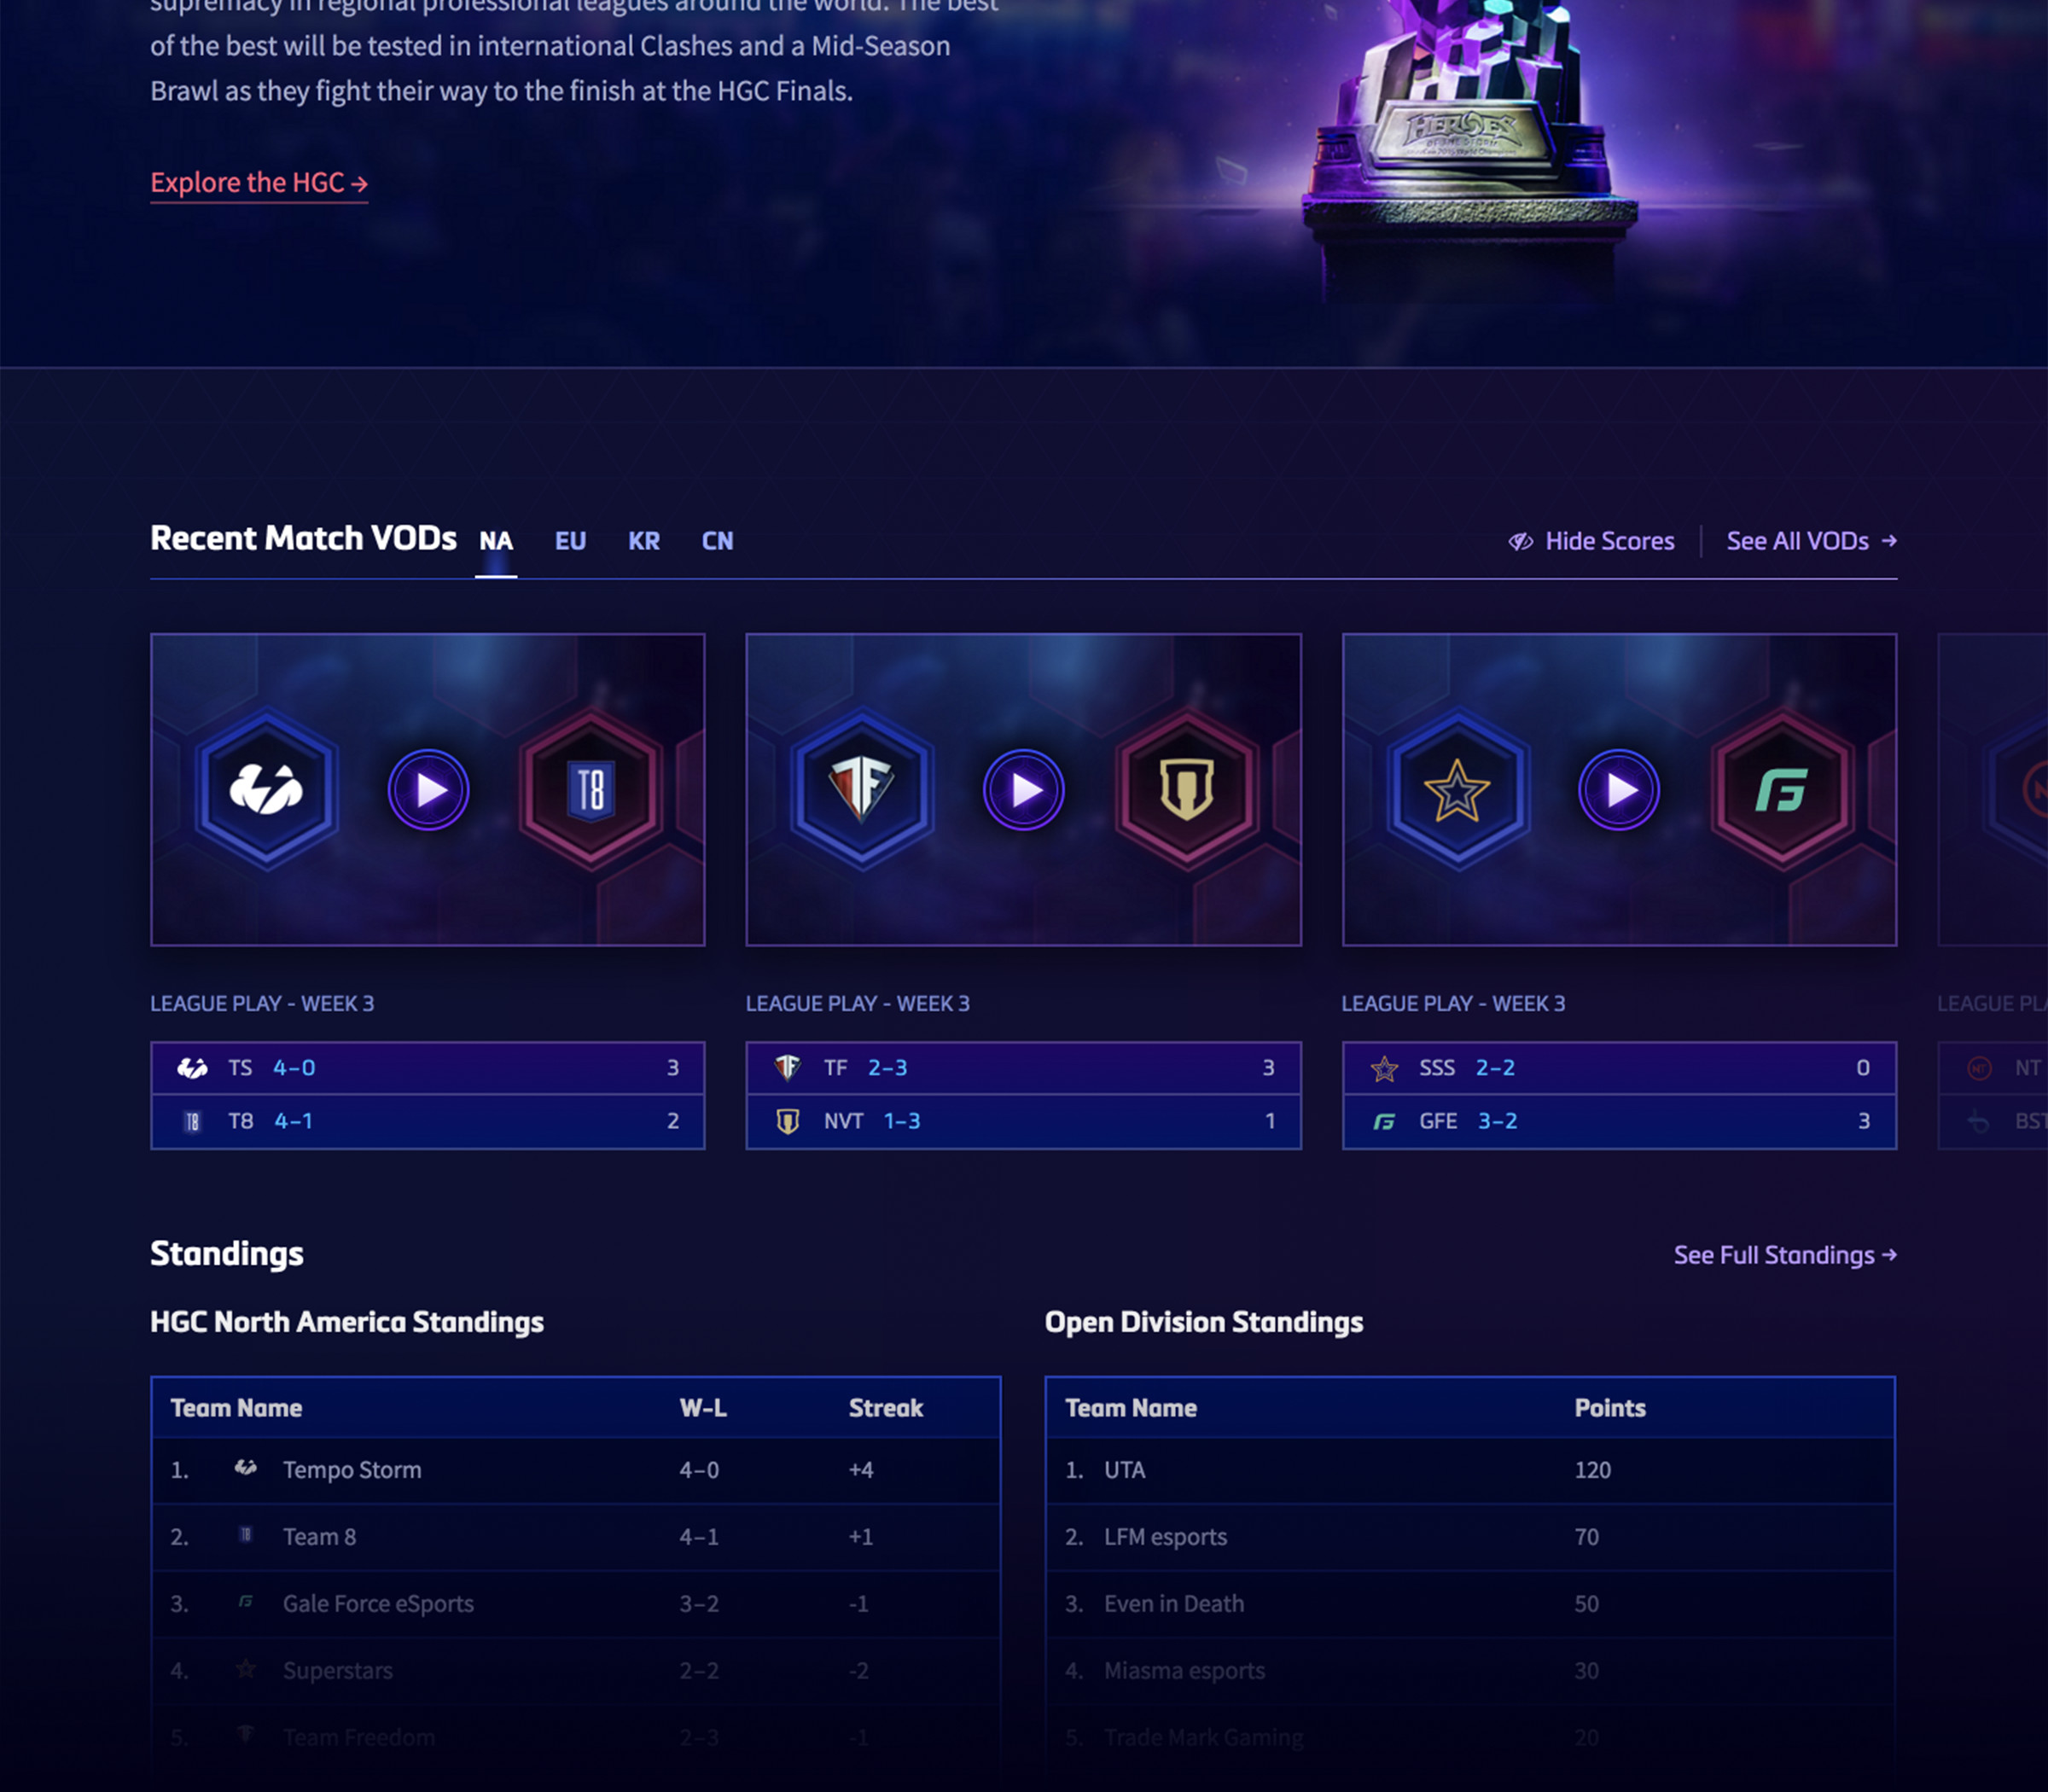 supremacy in regional professional leagues around the world. The best
of the best will be tested in international Clashes and a Mid-Season
Brawl as they fight their way to the finish at the HGC Finals.
HEROES
OF THE STORM
Explore the HGC →
Recent Match VODs NA EU KR CN Hide Scores See All VODs →
T8 TF
LEAGUE PLAY - WEEK 3 LEAGUE PLAY - WEEK 3 LEAGUE PLAY - WEEK 3 LEAGUE PL
TS 4–0 3 TF 2–3 3 SSS 2–2 0 NT
T8 4–1 2 NVT 1–3 1 GFE 3–2 3 BST
Standings See Full Standings →
HGC North America Standings
Team Name W–L Streak
1. Tempo Storm 4–0 +4
2. Team 8 4–1 +1
3. Gale Force eSports 3–2 -1
4. Superstars 2–2 -2
5. Team Freedom 2–3 -1
Open Division Standings
Team Name Points
1. UTA 120
2. LFM esports 70
3. Even in Death 50
4. Miasma esports 30
5. Trade Mark Gaming 20